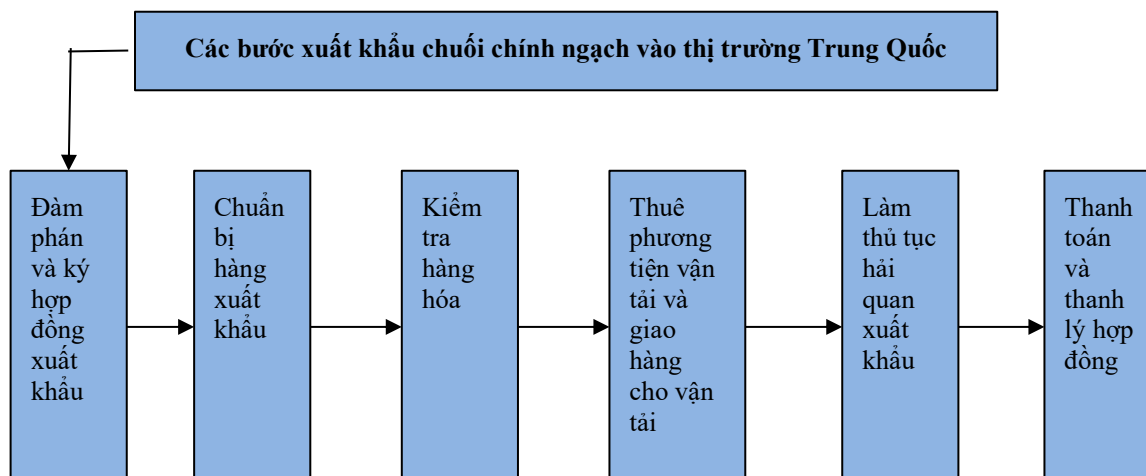 Các bước xuất khẩu chuối chính ngạch vào thị trường Trung Quốc
Đàm
phán
và ký
hợp
đồng
xuất
khẩu
Chuẩn
bị
hàng
xuất
khẩu
Kiểm
tra
hàng
hóa
Thuê
phương
tiện vận
tải và
giao
hàng
cho vận
tải
Làm
thủ tục
hải
quan
xuất
khẩu
Thanh
toán
và
thanh
lý hợp
đồng